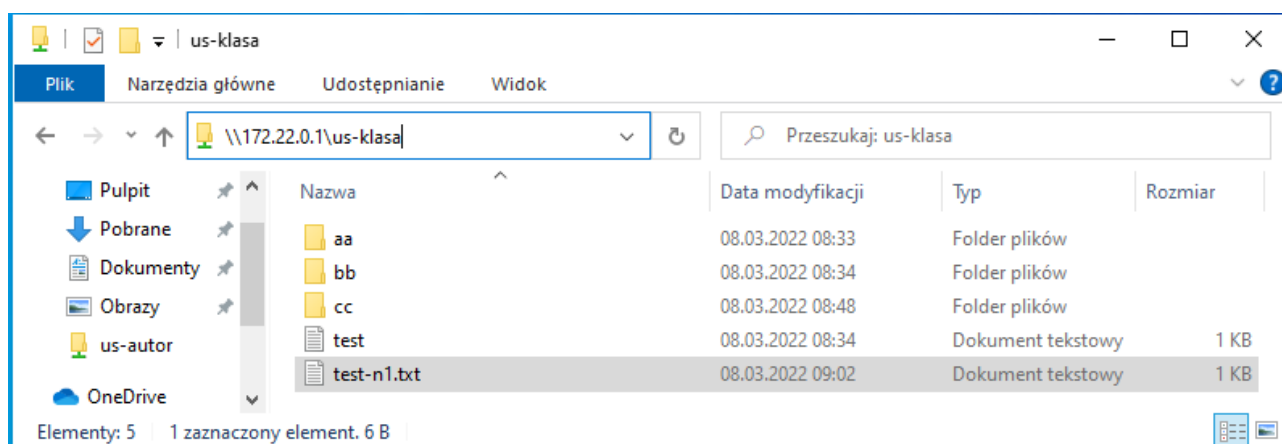 us-klasa
Plik Narzędzia główne Udostępnianie Widok
\\172.22.0.1\us-klasa Przeszukaj: us-klasa
Pulpit Nazwa Data modyfikacji Typ Rozmiar
Pobrane aa 08.03.2022 08:33 Folder plików
Dokumenty bb 08.03.2022 08:34 Folder plików
Obrazy cc 08.03.2022 08:48 Folder plików
us-autor test 08.03.2022 08:34 Dokument tekstowy 1 KB
OneDrive test-n1.txt 08.03.2022 09:02 Dokument tekstowy 1 KB
Elementy: 5 1 zaznaczony element. 6 B